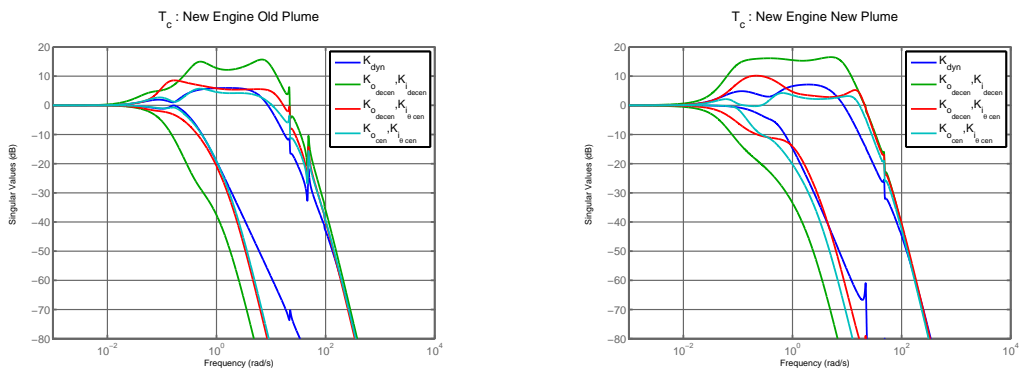 T_c : New Engine Old Plume
20
10
0
−10
−20
−30
−40
−50
−60
−70
−80
Singular Values (dB)
10^−2
10^0
10^2
10^4
Frequency (rad/s)
K_dyn
K_o_decen,K_i_decen
K_o_decen,K_i_θ cen
K_o_cen,K_i_θ cen
T_c : New Engine New Plume
20
10
0
−10
−20
−30
−40
−50
−60
−70
−80
Singular Values (dB)
10^−2
10^0
10^2
10^4
Frequency (rad/s)
K_dyn
K_o_decen,K_i_decen
K_o_decen,K_i_θ cen
K_o_cen,K_i_θ cen